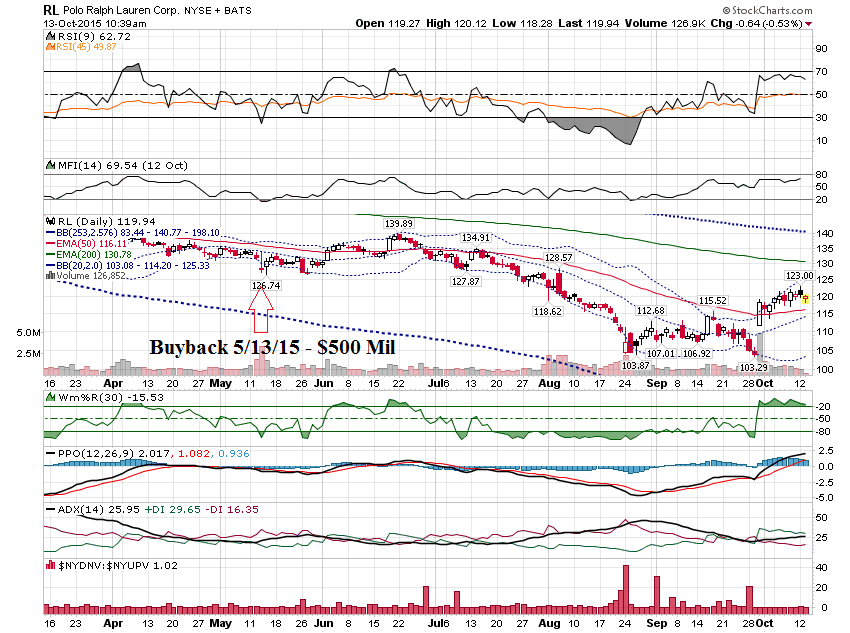 RL Polo Ralph Lauren Corp. NYSE + BATS
© StockCharts.com
13-Oct-2015 10:39am
Open 119.27 High 120.12 Low 118.28 Last 119.94 Volume 126.9K Chg -0.64 (-0.53%)
RSI(9) 62.72
RSI(45) 49.87
90
70
50
30
10
MFI(14) 69.54 (12 Oct)
80
50
20
RL (Daily) 119.94
BB(253,2.576) 83.44 - 140.77 - 198.10
EMA(50) 116.11
EMA(200) 130.78
BB(20,2.0) 103.08 - 114.20 - 125.33
Volume 126,852
139.89
134.91
128.57
127.87
126.74
118.62
112.68
115.52
123.00
107.01
106.92
103.87
103.29
140
135
130
125
120
115
110
105
100
5.0M
2.5M
Buyback 5/13/15 - $500 Mil
16 23 Apr 13 20 27 May 11 18 26 Jun 8 15 22 Jul6 13 20 27 Aug 10 17 24 Sep 8 14 21 28 Oct 12
Wm%R(30) -15.53
-20
-50
-80
PPO(12,26,9) 2.017, 1.082, 0.936
2.5
0.0
-2.5
-5.0
ADX(14) 25.95 +DI 29.65 -DI 16.35
50
25
$NYDNV:$NYUPV 1.02
40
20
0
16 23 Apr 13 20 27 May 11 18 26 Jun 8 15 22 Jul6 13 20 27 Aug 10 17 24 Sep 8 14 21 28 Oct 12